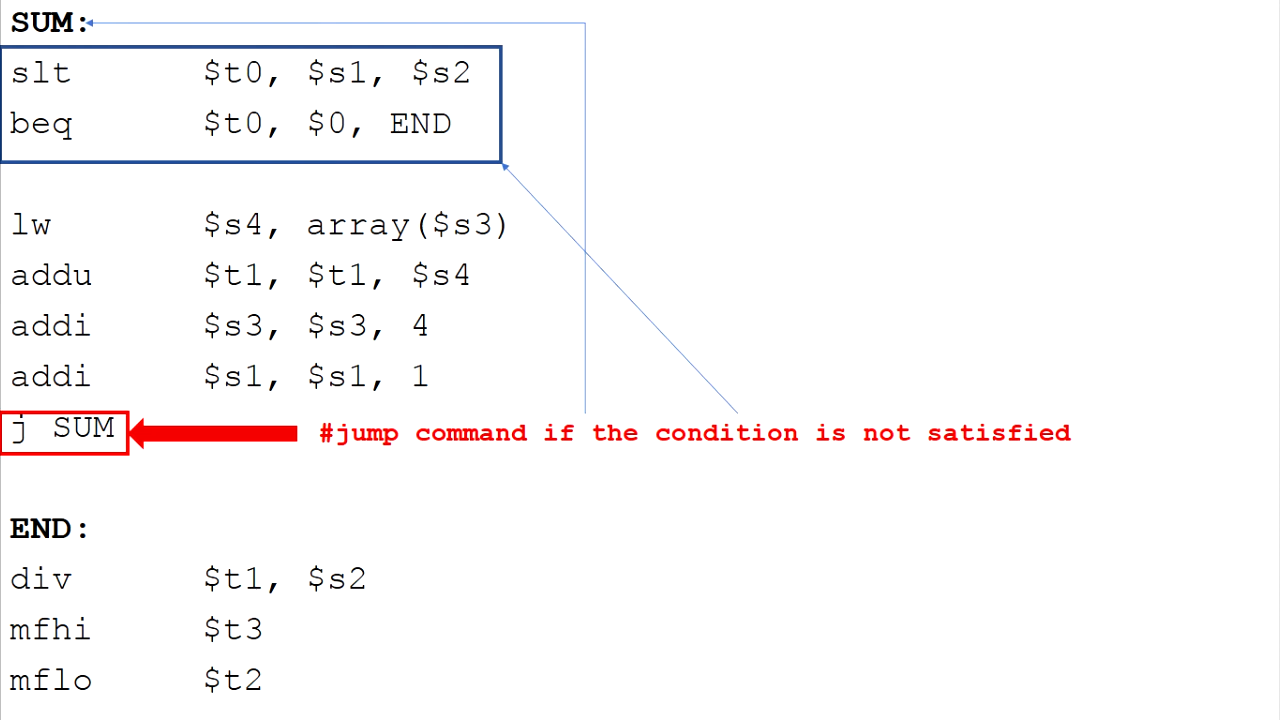 SUM:
slt $t0, $s1, $s2
beq $t0, $0, END
lw $s4, array($s3)
addu $t1, $t1, $s4
addi $s3, $s3, 4
addi $s1, $s1, 1
j SUM #jump command if the condition is not satisfied
END:
div $t1, $s2
mfhi $t3
mflo $t2